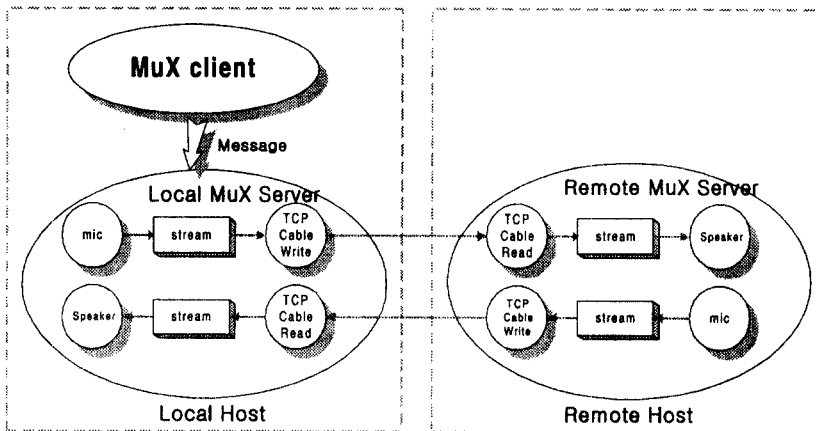 MuX client
Message
Local MuX Server
Remote MuX Server
mic
stream
TCP
Cable
Write
TCP
Cable
Read
stream
Speaker
Speaker
stream
TCP
Cable
Read
TCP
Cable
Write
stream
mic
Local Host
Remote Host